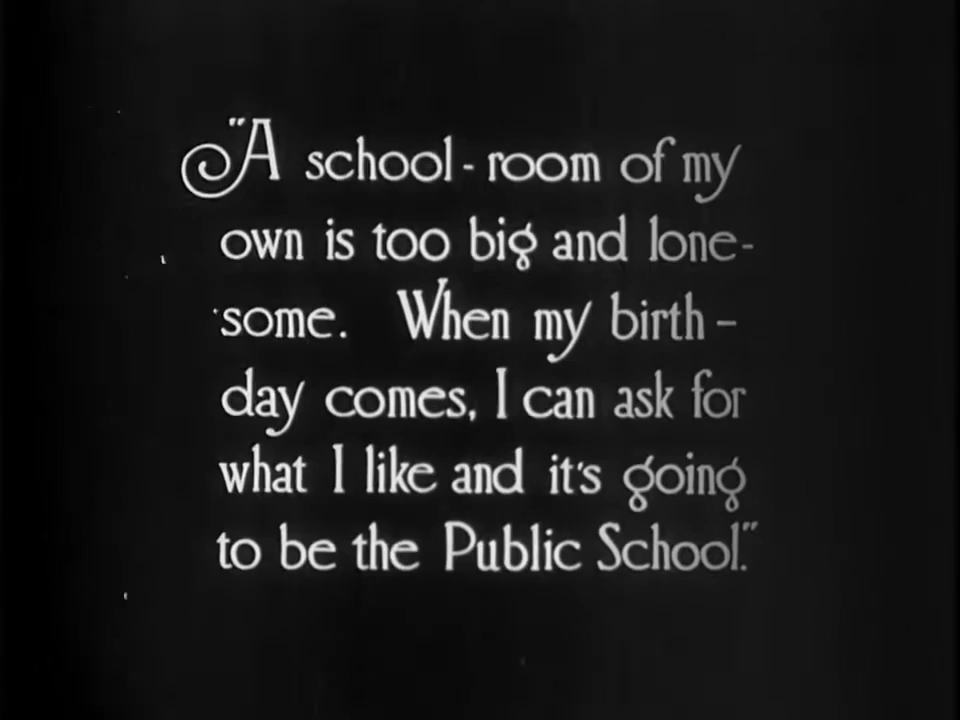 "A school-room of my
own is too big and lone-
some. When my birth-
day comes, I can ask for
what I like and it's going
to be the Public School."